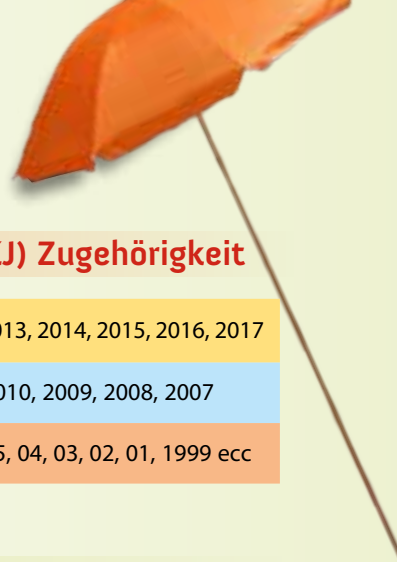 J) Zugehörigkeit
013, 2014, 2015, 2016, 2017
010, 2009, 2008, 2007
5, 04, 03, 02, 01, 1999 ecc